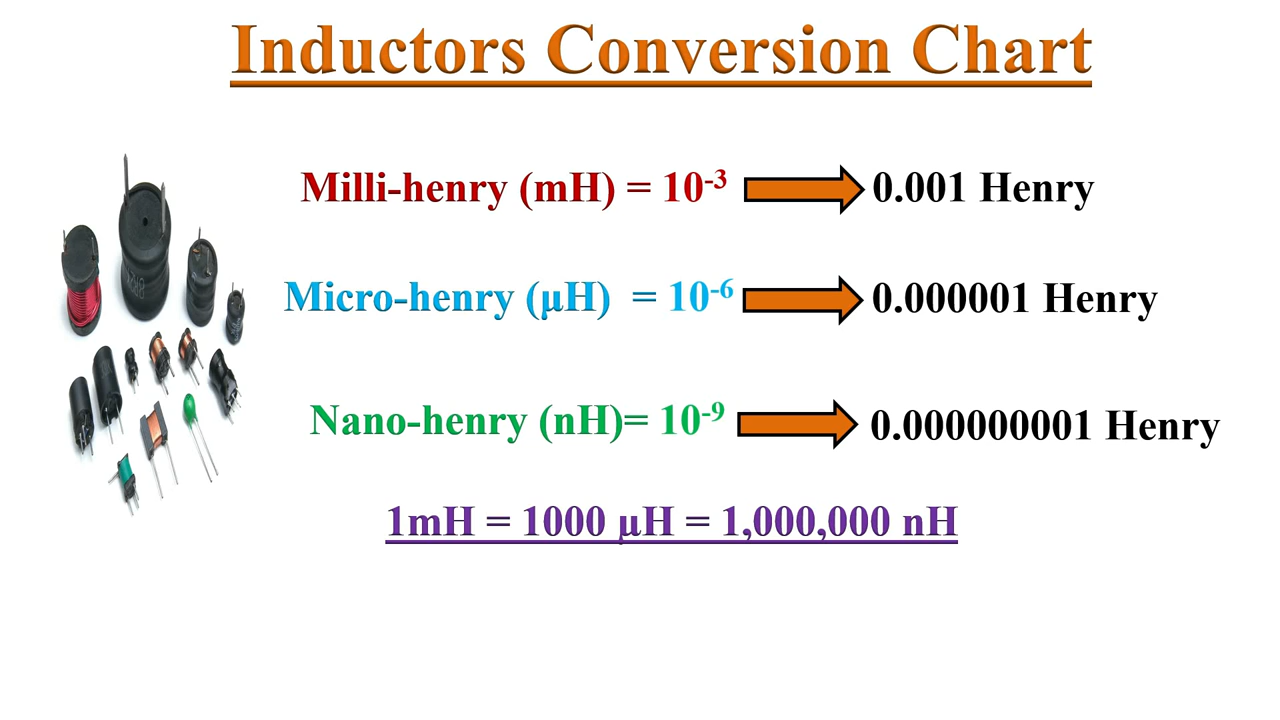 Inductors Conversion Chart
Milli-henry (mH) = 10⁻³ 0.001 Henry
Micro-henry (µH) = 10⁻⁶ 0.000001 Henry
Nano-henry (nH)= 10⁻⁹ 0.000000001 Henry
1mH = 1000 µH = 1,000,000 nH